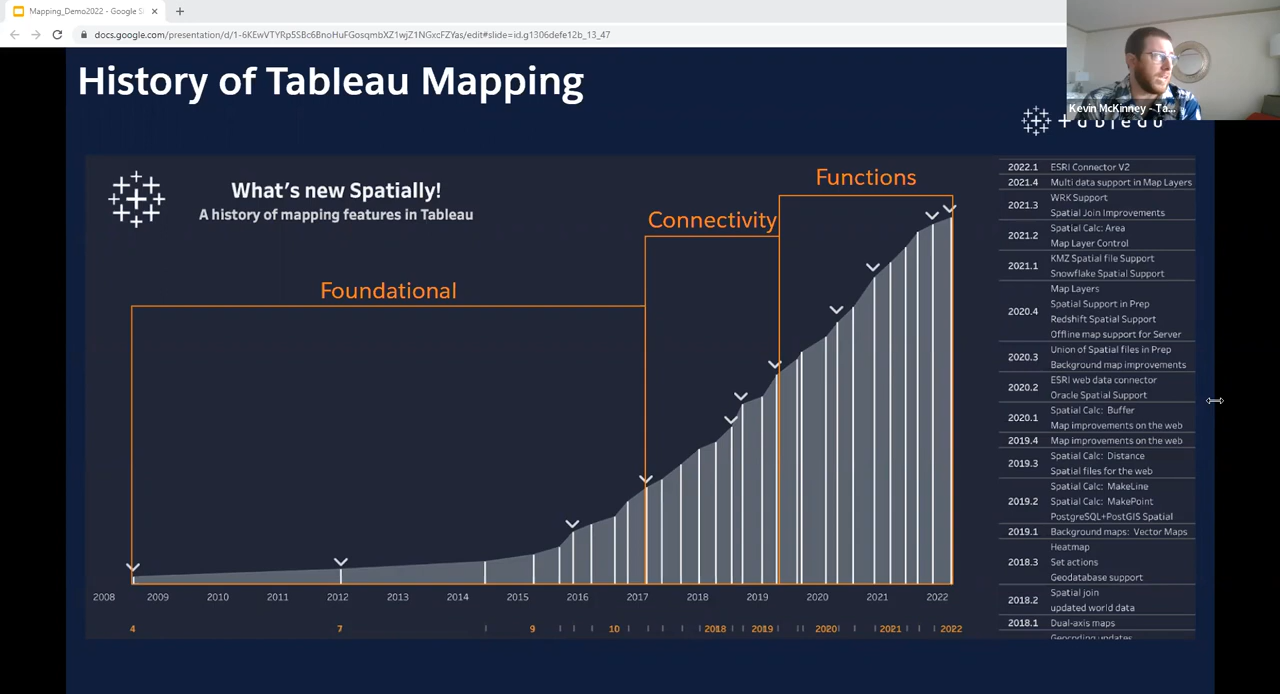 Mapping_Demo2022 - Google Sl
docs.google.com/presentation/d/1-6KEwVTYRp5SBc6BnoHuFGosqmbXZ1wjZ1NGxcFZYas/edit#slide=id.g1306defe12b_13_47
History of Tableau Mapping
Kevin McKinney - Ta...
+ a b | e a u
What's new Spatially!
A history of mapping features in Tableau
Foundational
Connectivity
Functions
2008 2009 2010 2011 2012 2013 2014 2015 2016 2017 2018 2019 2020 2021 2022
4 7 9 10 2018 2019 2020 2021 2022
2022.1 ESRI Connector V2
2021.4 Multi data support in Map Layers
2021.3 WRK Support
Spatial Join Improvements
2021.2 Spatial Calc: Area
Map Layer Control
2021.1 KMZ Spatial file Support
Snowflake Spatial Support
2020.4 Map Layers
Spatial Support in Prep
Redshift Spatial Support
Offline map support for Server
2020.3 Union of Spatial files in Prep
Background map improvements
2020.2 ESRI web data connector
Oracle Spatial Support
2020.1 Spatial Calc: Buffer
Map improvements on the web
2019.4 Map improvements on the web
2019.3 Spatial Calc: Distance
Spatial files for the web
2019.2 Spatial Calc: MakeLine
Spatial Calc: MakePoint
PostgreSQL+PostGIS Spatial
2019.1 Background maps: Vector Maps
2018.3 Heatmap
Set actions
Geodatabase support
2018.2 Spatial join
updated world data
2018.1 Dual-axis maps
Geocoding updates